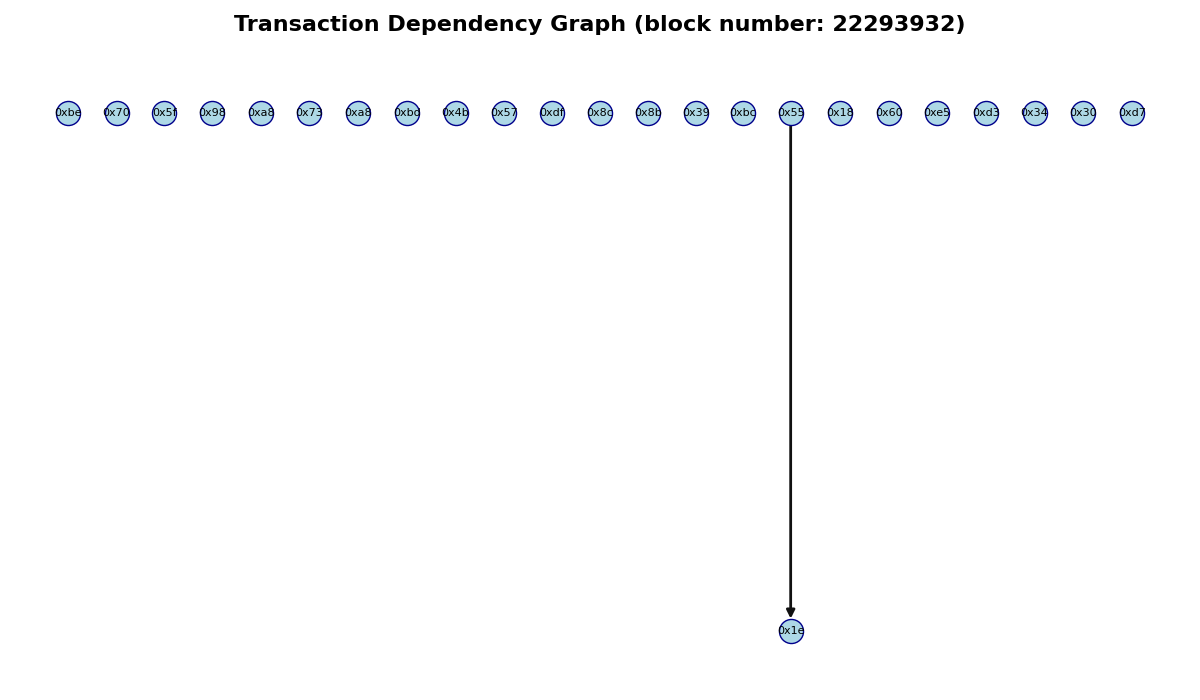 Transaction Dependency Graph (block number: 22293932)
0xbe 0x70 0x5f 0x98 0xa8 0x73 0xa8 0xbd 0x4b 0x57 0xdf 0x8c 0x8b 0x39 0xbc 0x55 0x18 0x60 0xe5 0xd3 0x34 0x30 0xd7
0x1e